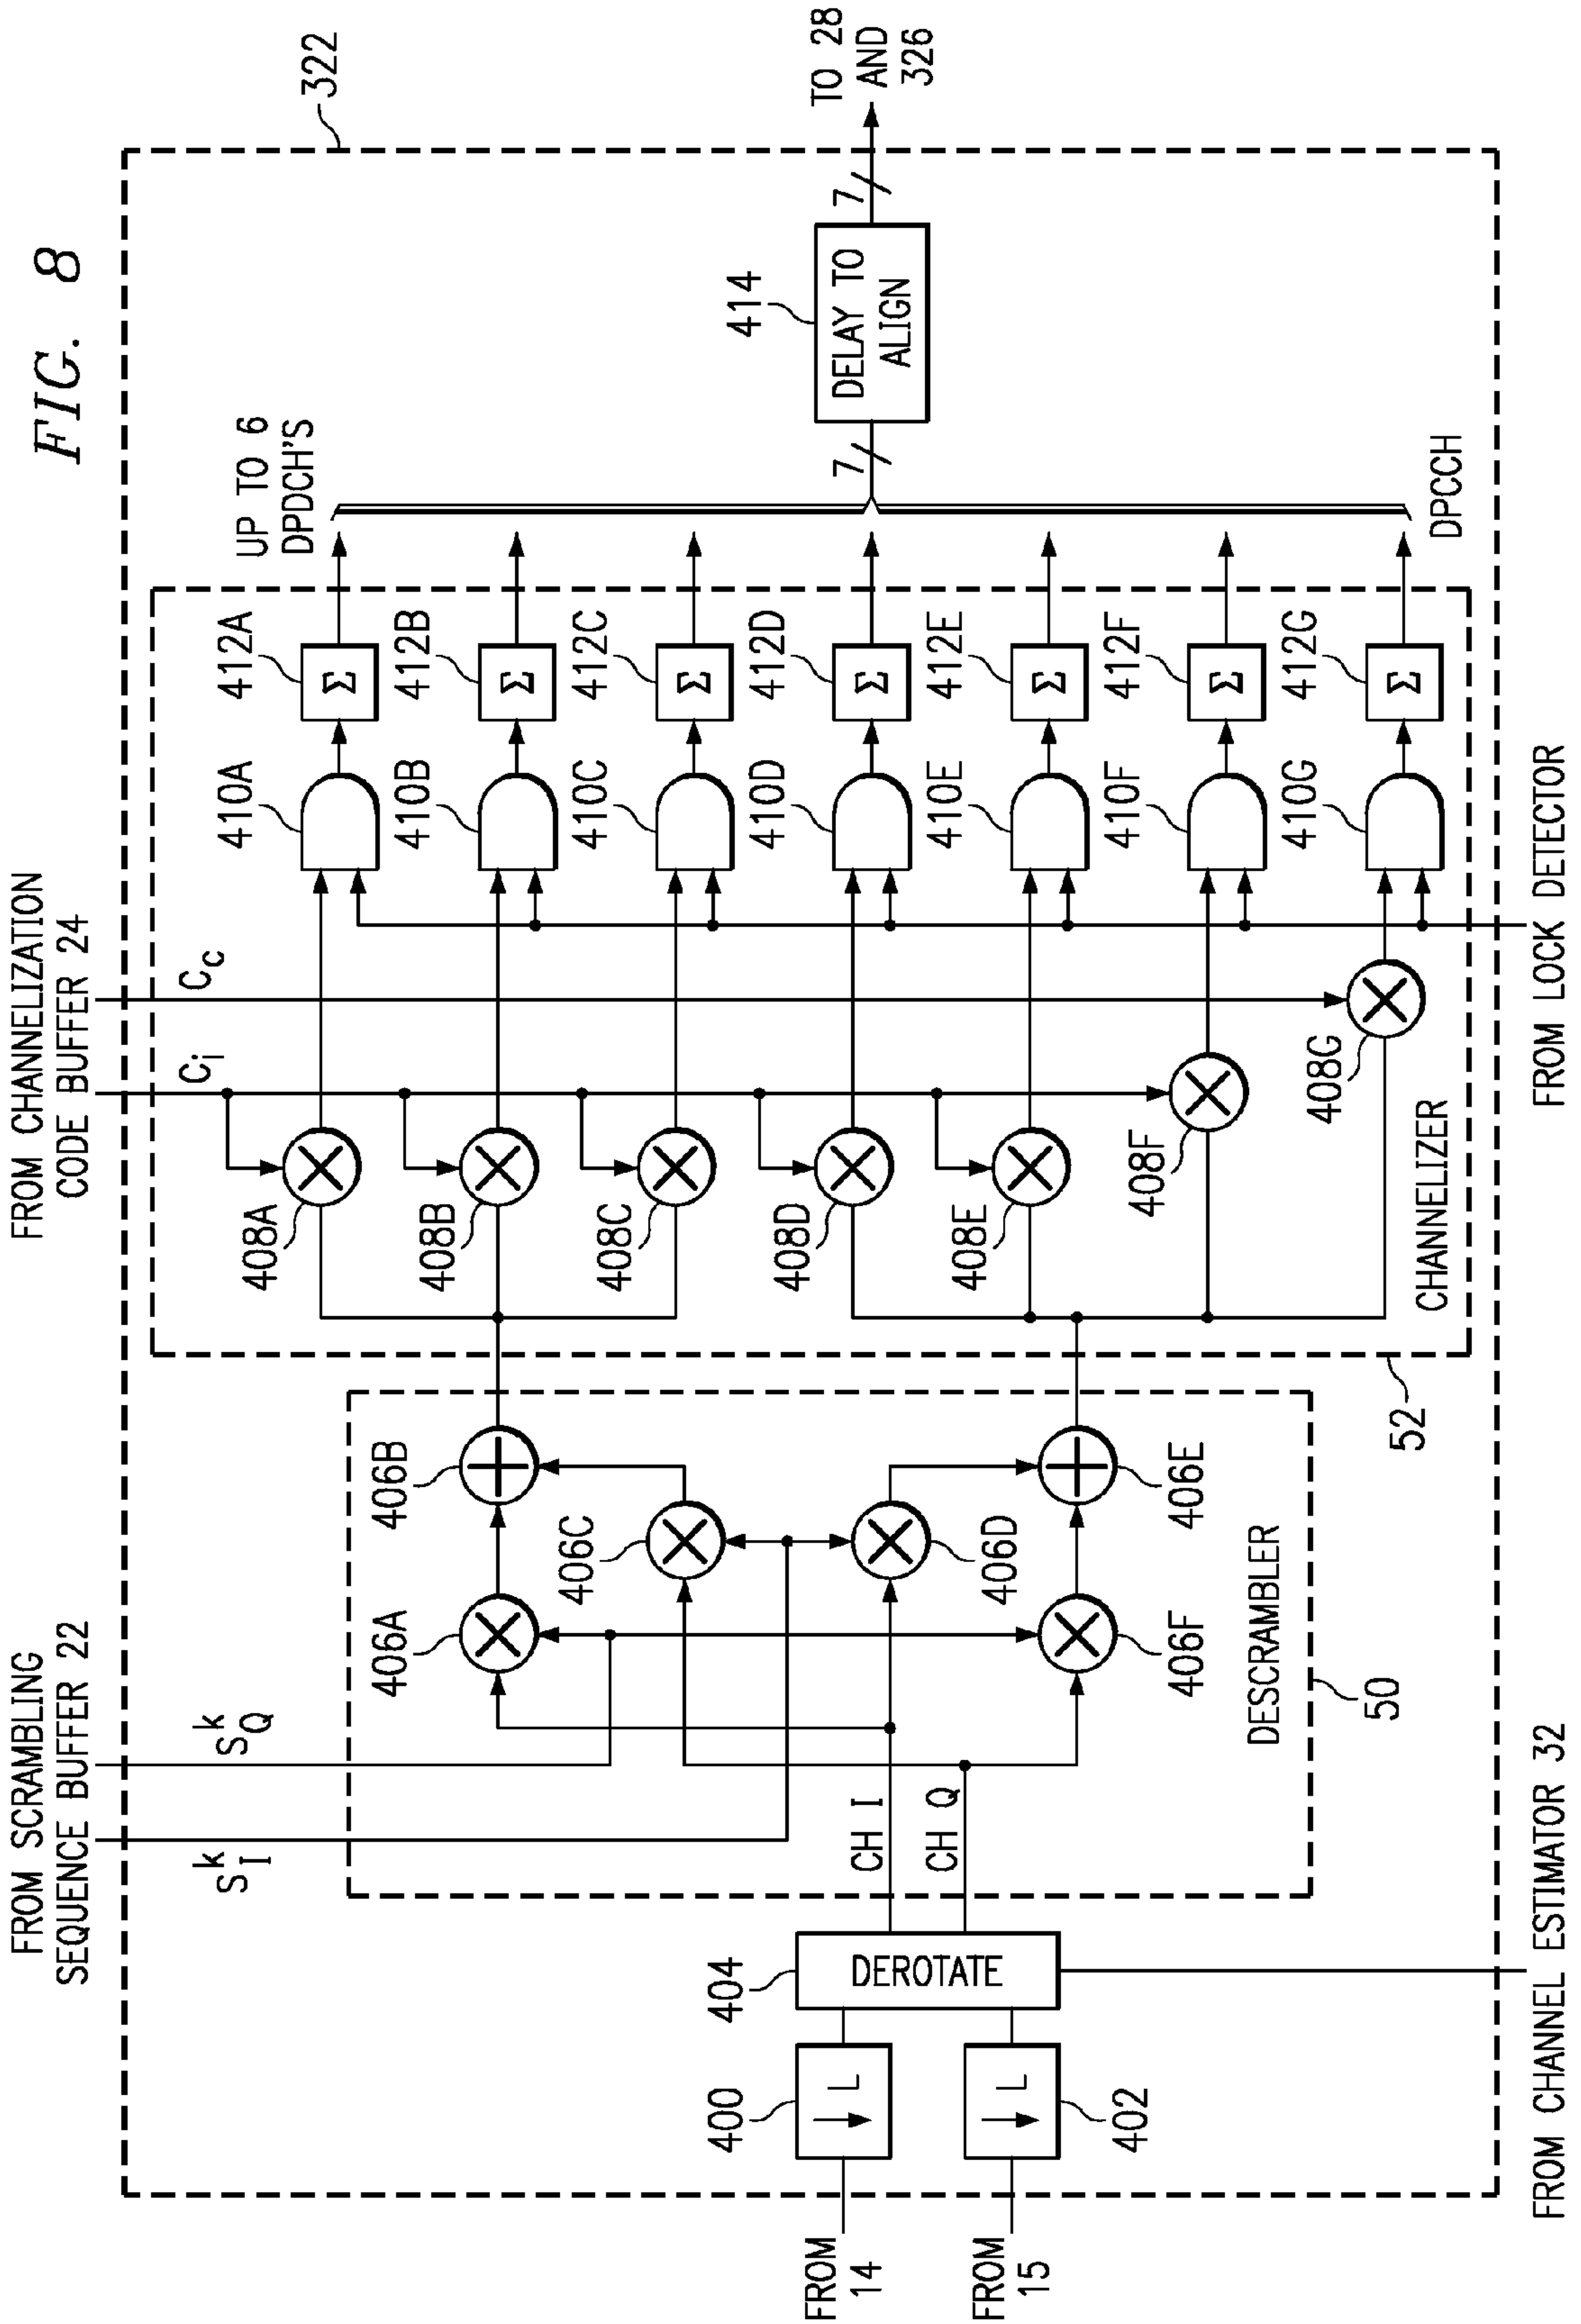 FIG. 8
FROM SCRAMBLING
SEQUENCE BUFFER 22
FROM CHANNELIZATION
CODE BUFFER 24
322
S^k_I
S^k_Q
C_i
C_c
UP TO 6
DPDCH'S
408A
410A
412A
406A
406B
408B
410B
412B
406C
408C
410C
412C
400
↓ L
404
DEROTATE
FROM
14
CH I
CH Q
406D
408D
410D
412D
414
DELAY TO
ALIGN
7
7
TO 28
AND
326
FROM
15
↓ L
402
406F
406E
408E
410E
412E
408F
410F
412F
DESCRAMBLER
50
408G
410G
412G
CHANNELIZER
52
DPCCH
Σ
Σ
Σ
Σ
Σ
Σ
Σ
FROM CHANNEL ESTIMATOR 32
FROM LOCK DETECTOR